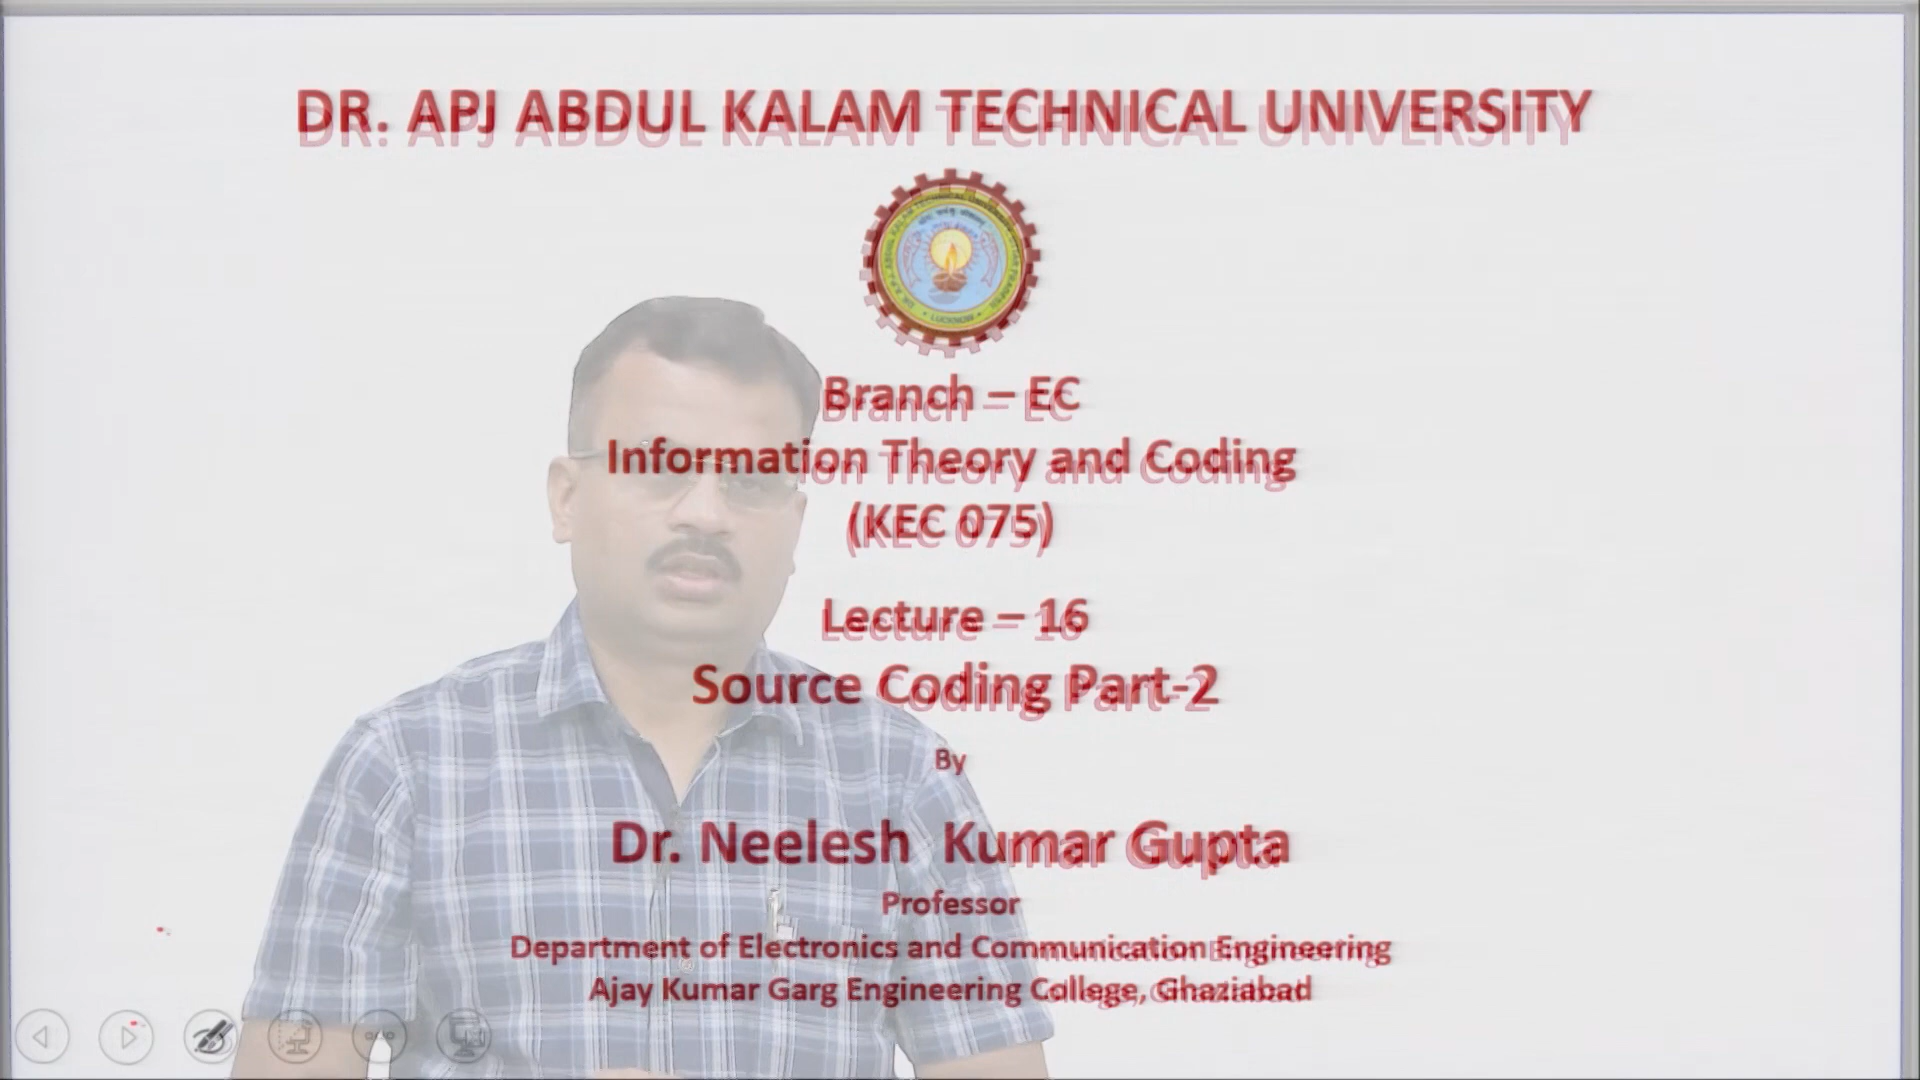 DR. APJ ABDUL KALAM TECHNICAL UNIVERSITY
Branch – EC
Information Theory and Coding
(KEC 075)
Lecture – 16
Source Coding Part-2
By
Dr. Neelesh Kumar Gupta
Professor
Department of Electronics and Communication Engineering
Ajay Kumar Garg Engineering College, Ghaziabad